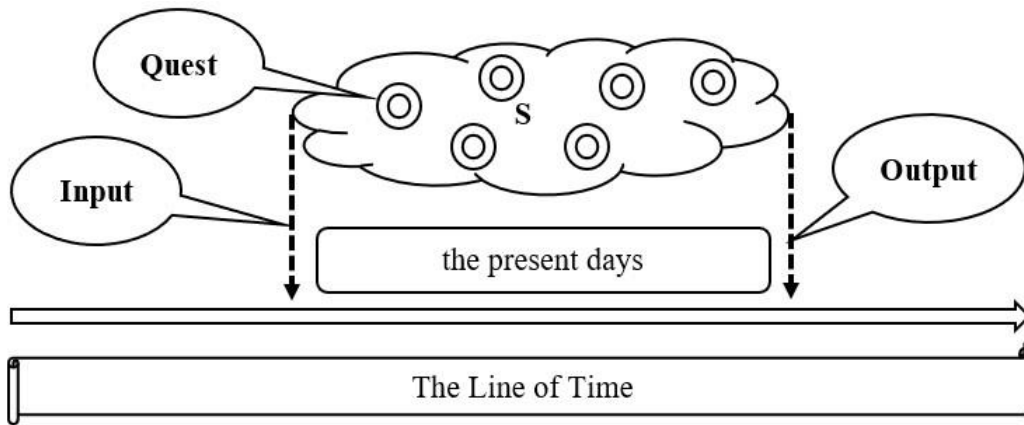 Quest
S
Input
Output
the present days
The Line of Time